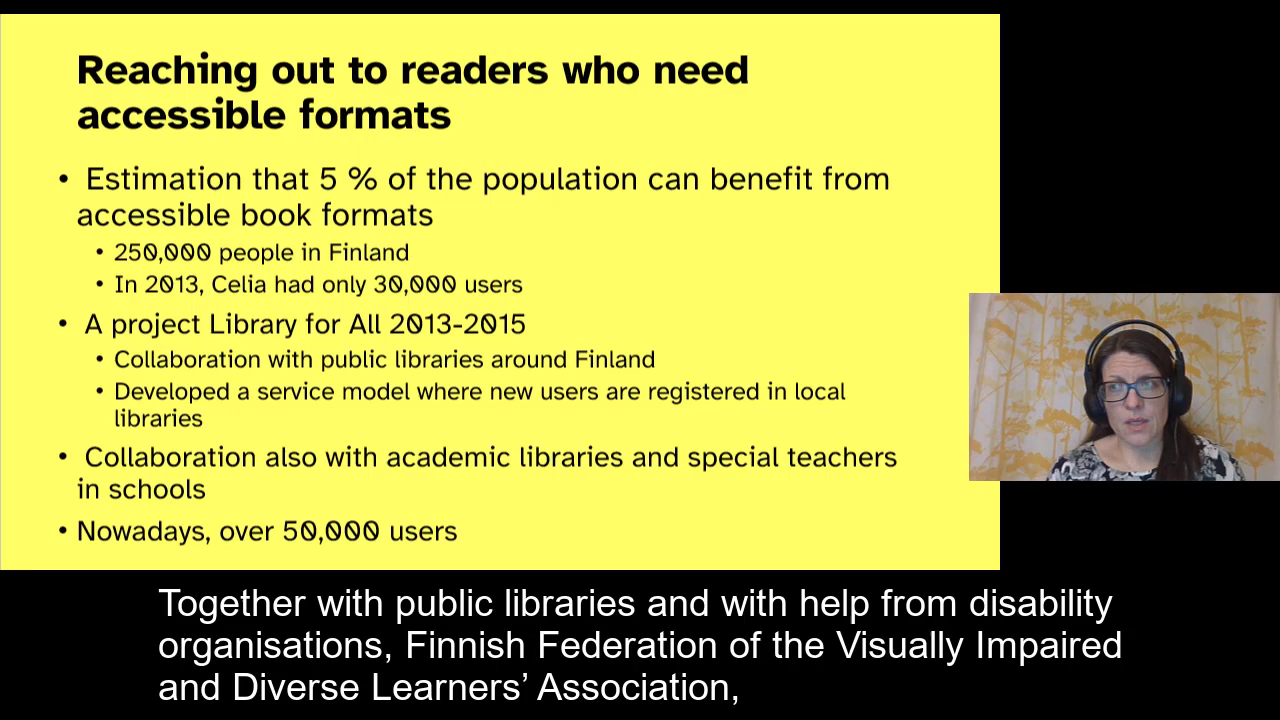 Reaching out to readers who need
accessible formats
• Estimation that 5 % of the population can benefit from
accessible book formats
• 250,000 people in Finland
• In 2013, Celia had only 30,000 users
• A project Library for All 2013-2015
• Collaboration with public libraries around Finland
• Developed a service model where new users are registered in local
libraries
• Collaboration also with academic libraries and special teachers
in schools
• Nowadays, over 50,000 users
Together with public libraries and with help from disability
organisations, Finnish Federation of the Visually Impaired
and Diverse Learners’ Association,